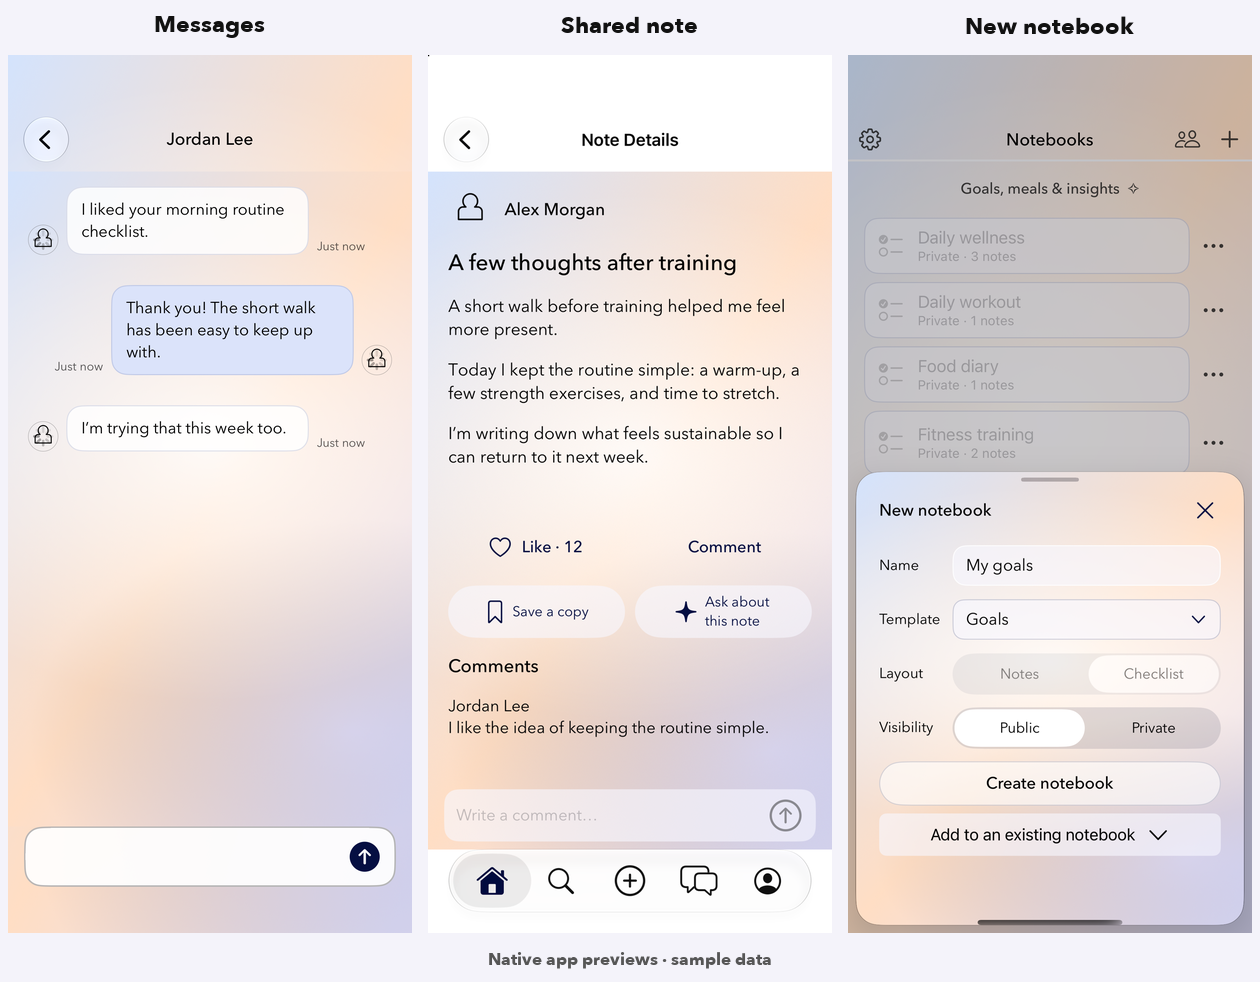 Messages
Jordan Lee
I liked your morning routine
checklist.
Just now
Thank you! The short walk
has been easy to keep up
with.
Just now
I'm trying that this week too.
Just now
Shared note
Note Details
Alex Morgan
A few thoughts after training
A short walk before training helped me feel
more present.
Today I kept the routine simple: a warm-up, a
few strength exercises, and time to stretch.
I'm writing down what feels sustainable so I
can return to it next week.
Like · 12
Comment
Save a copy
Ask about
this note
Comments
Jordan Lee
I like the idea of keeping the routine simple.
Write a comment...
New notebook
Notebooks
Goals, meals & insights
Daily wellness
Private · 3 notes
Daily workout
Private · 1 notes
Food diary
Private · 1 notes
Fitness training
Private · 2 notes
New notebook
Name
My goals
Template
Goals
Layout
Notes
Checklist
Visibility
Public
Private
Create notebook
Add to an existing notebook
Native app previews · sample data